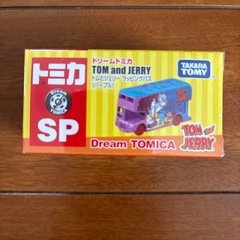 トミカ
SP
ドリームトミカ
TOM and JERRY
トムとジェリー ラッピングバス
(パープル)
TAKARA
TOMY
Dream TOMICA
TOM and
JERRY